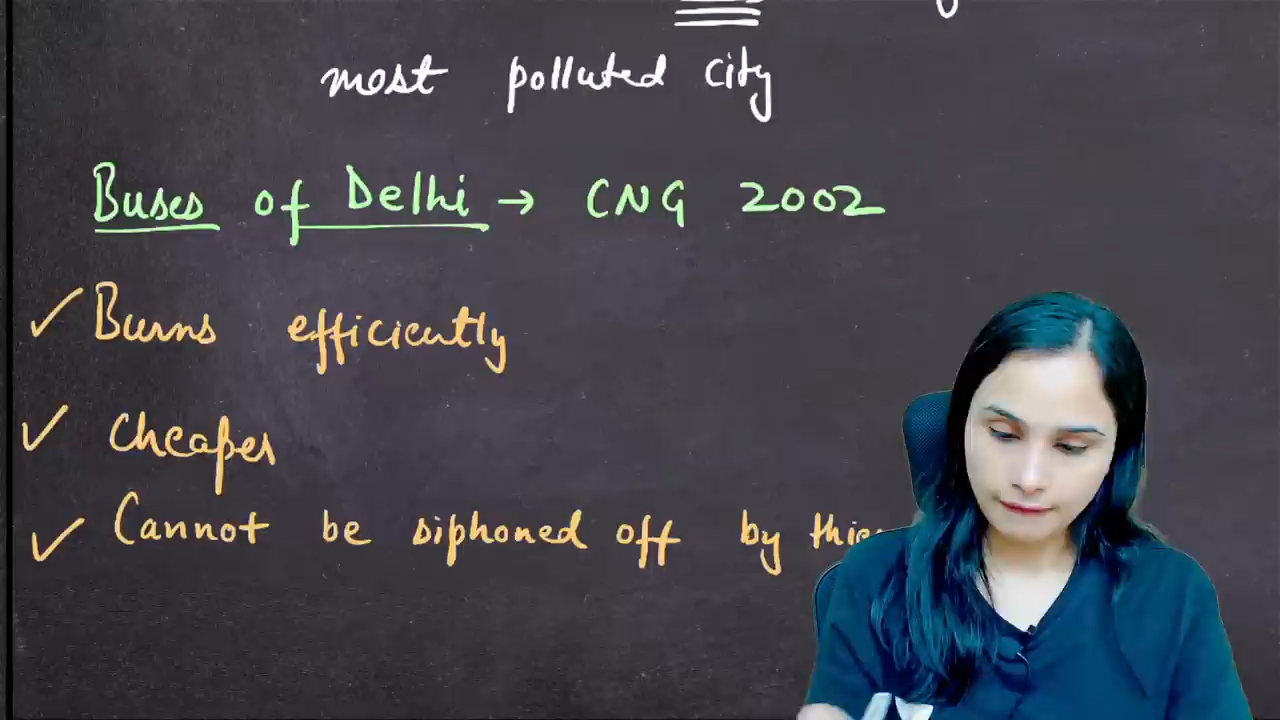 most polluted city
Buses of Delhi → CNG 2002
✓ Burns efficiently
✓ Cheaper
✓ Cannot be siphoned off by